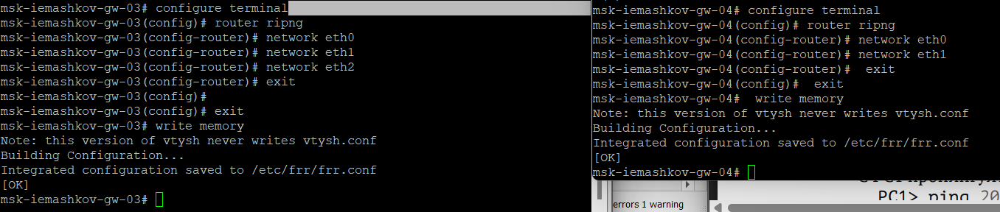 msk-iemashkov-gw-03# configure terminal
msk-iemashkov-gw-03(config)# router ripng
msk-iemashkov-gw-03(config-router)# network eth0
msk-iemashkov-gw-03(config-router)# network eth1
msk-iemashkov-gw-03(config-router)# network eth2
msk-iemashkov-gw-03(config-router)# exit
msk-iemashkov-gw-03(config)#
msk-iemashkov-gw-03(config)# exit
msk-iemashkov-gw-03# write memory
Note: this version of vtysh never writes vtysh.conf
Building Configuration...
Integrated configuration saved to /etc/frr/frr.conf
[OK]
msk-iemashkov-gw-03#
msk-iemashkov-gw-04# configure terminal
msk-iemashkov-gw-04(config)# router ripng
msk-iemashkov-gw-04(config-router)# network eth0
msk-iemashkov-gw-04(config-router)# network eth1
msk-iemashkov-gw-04(config-router)#  exit
msk-iemashkov-gw-04(config)#  exit
msk-iemashkov-gw-04#  write memory
Note: this version of vtysh never writes vtysh.conf
Building Configuration...
Integrated configuration saved to /etc/frr/frr.conf
[OK]
msk-iemashkov-gw-04#
errors 1 warning
PC1> ping 20